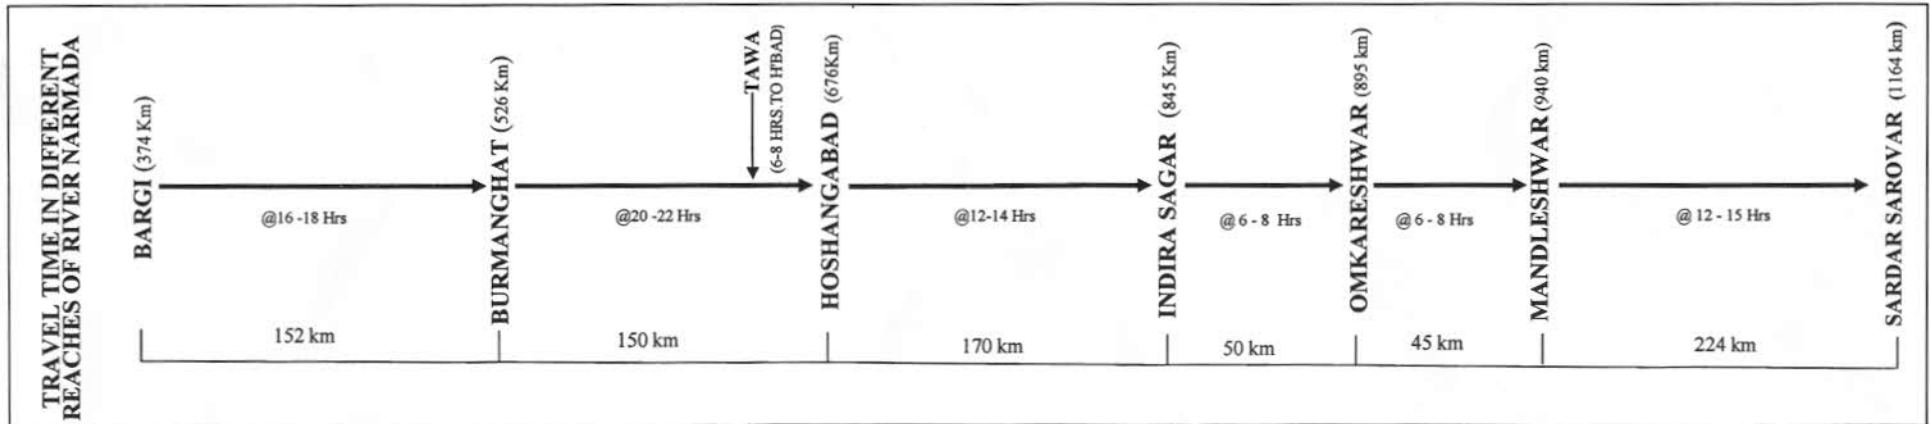 TRAVEL TIME IN DIFFERENT
REACHES OF RIVER NARMADA
BARGI (374 Km)
@16 -18 Hrs
BURMANGHAT (526 Km)
@20 -22 Hrs
TAWA
(6-8 HRS.TO H'BAD)
HOSHANGABAD (676Km)
@12-14 Hrs
INDIRA SAGAR (845 Km)
@ 6 - 8 Hrs
OMKARESHWAR (895 km)
@ 6 - 8 Hrs
MANDLESHWAR (940 km)
@ 12 - 15 Hrs
SARDAR SAROVAR (1164 km)
152 km
150 km
170 km
50 km
45 km
224 km